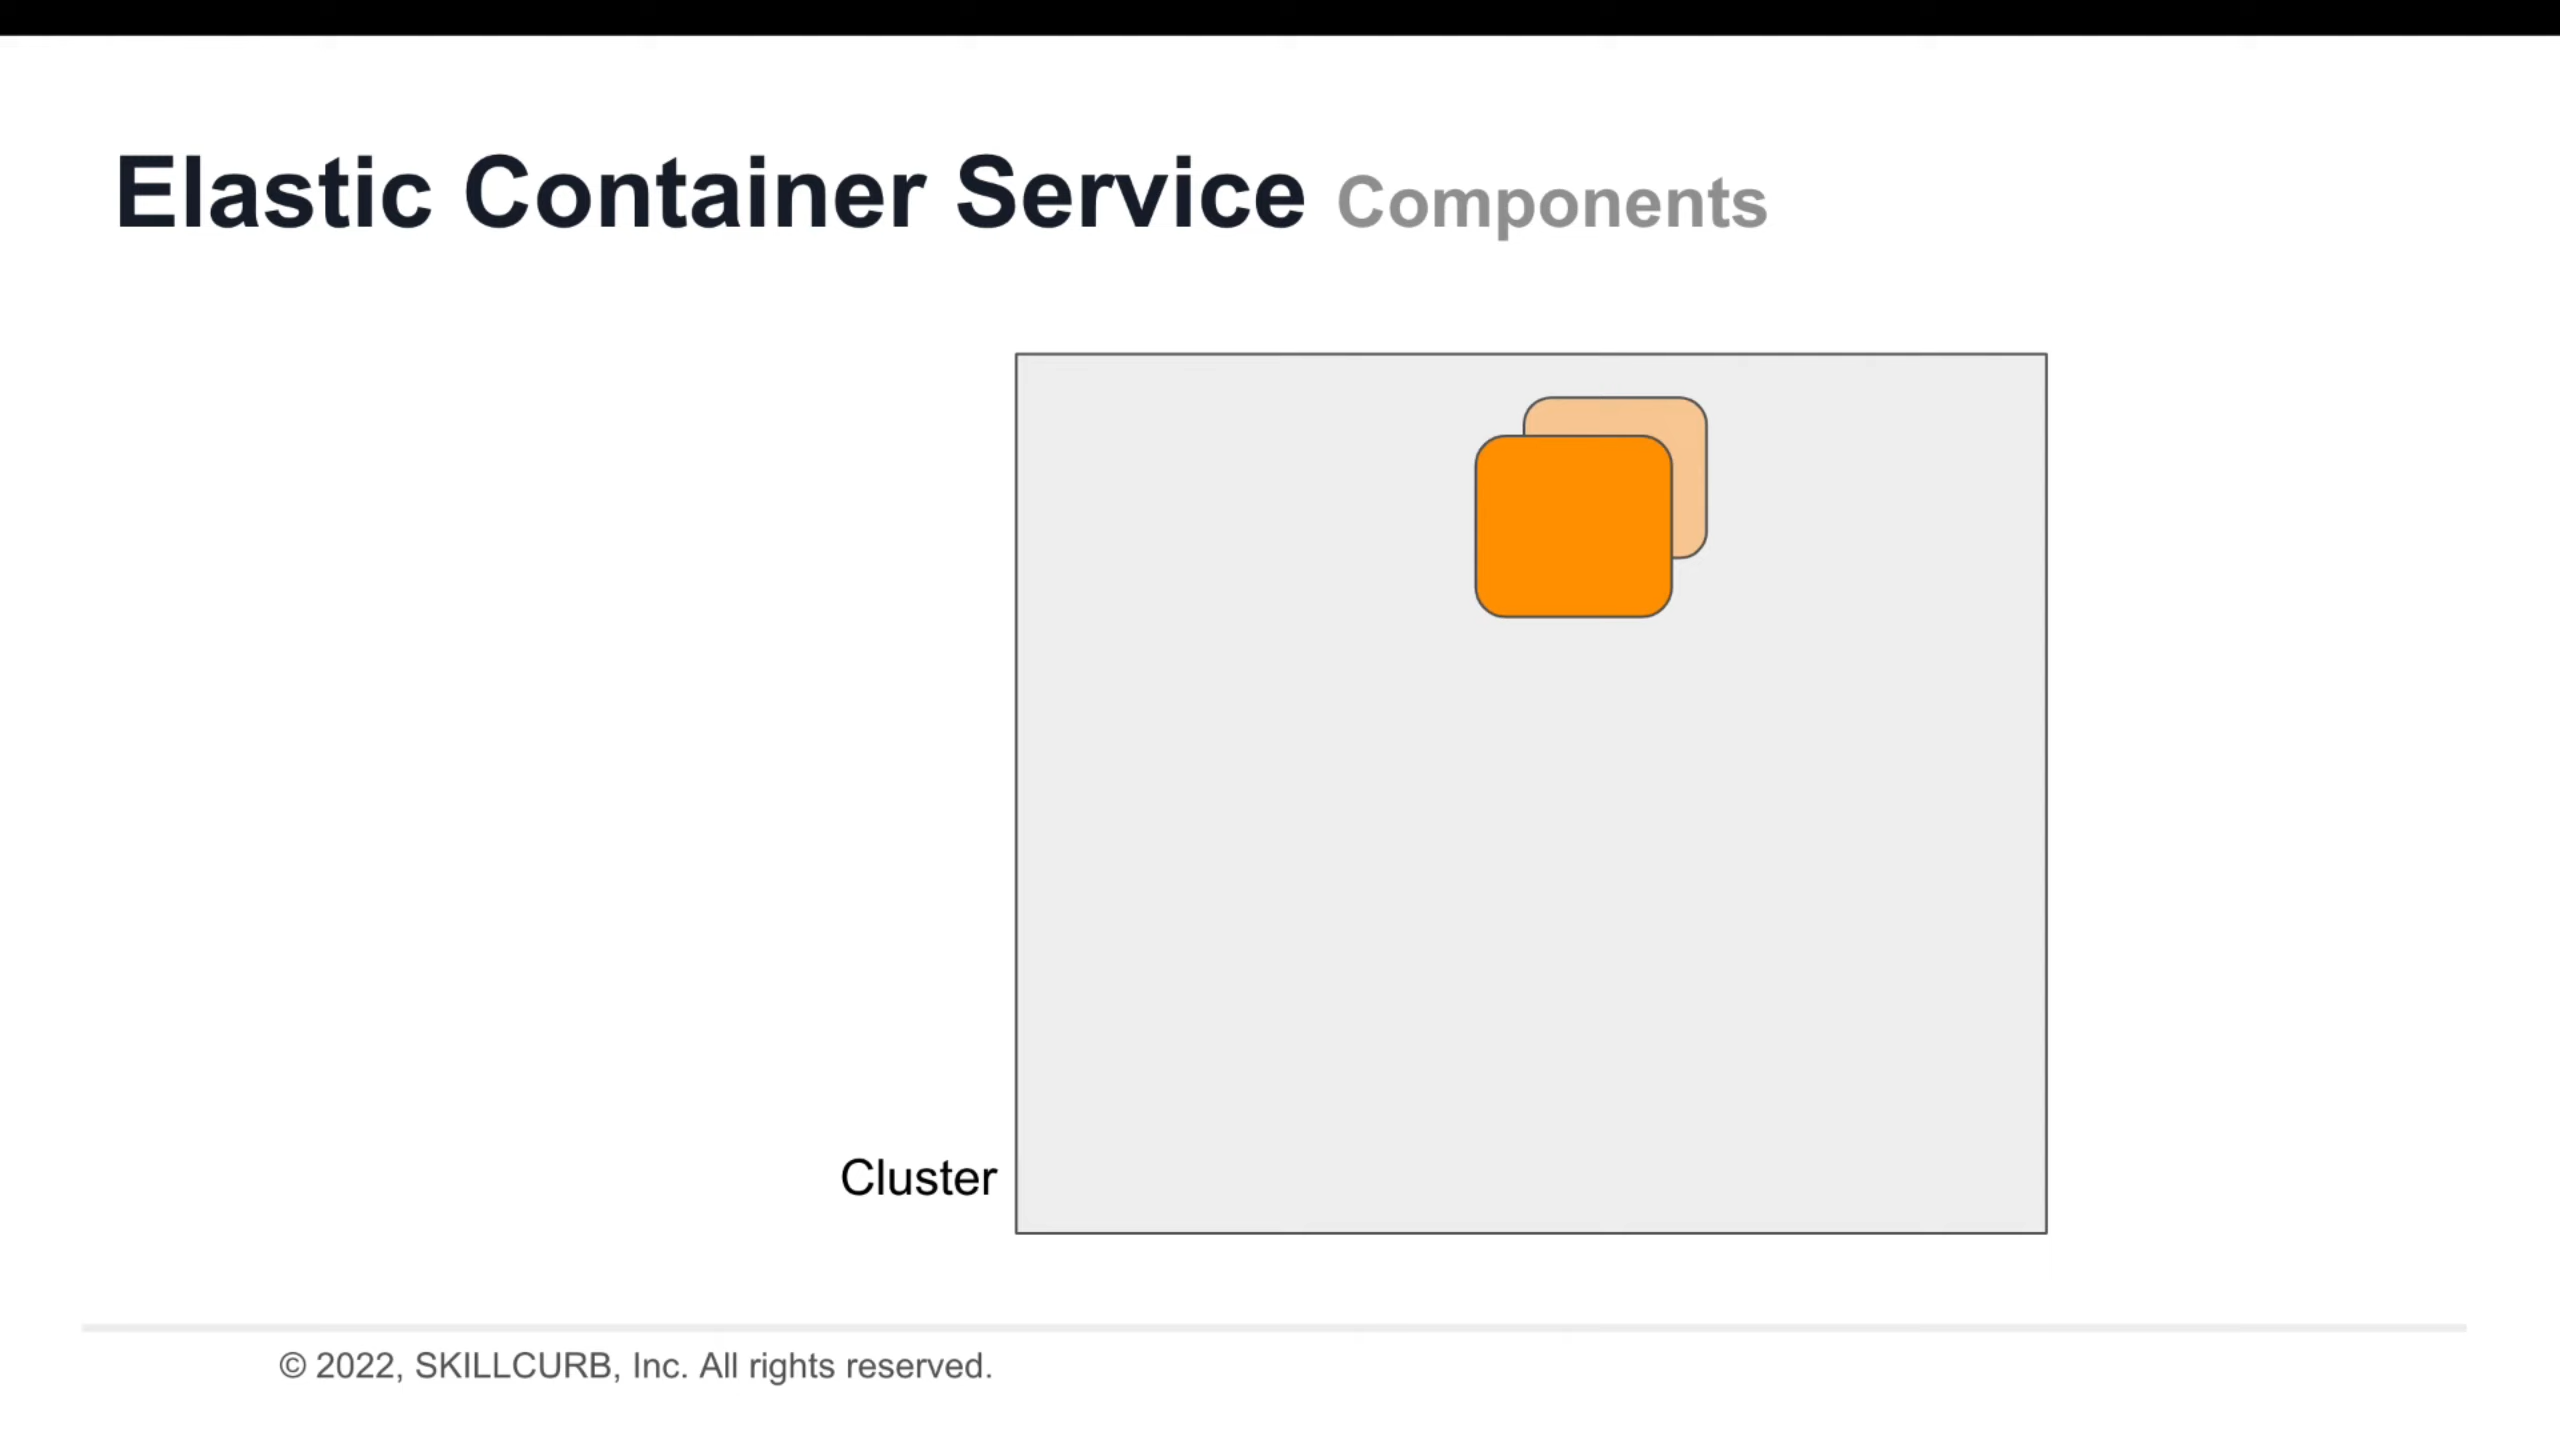 Elastic Container Service Components
Cluster
© 2022, SKILLCURB, Inc. All rights reserved.